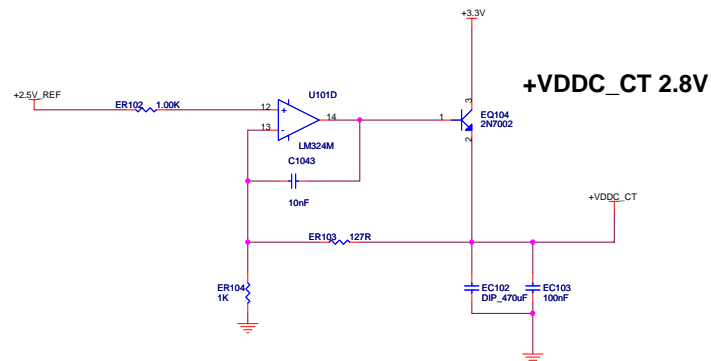 +3.3V
+VDDC_CT 2.8V
+2.5V_REF
ER102
1.00K
U101D
12
+
13
-
14
LM324M
3
1
EQ104
2N7002
2
C1043
10nF
+VDDC_CT
ER103
127R
ER104
1K
EC102
DIP_470uF
EC103
100nF